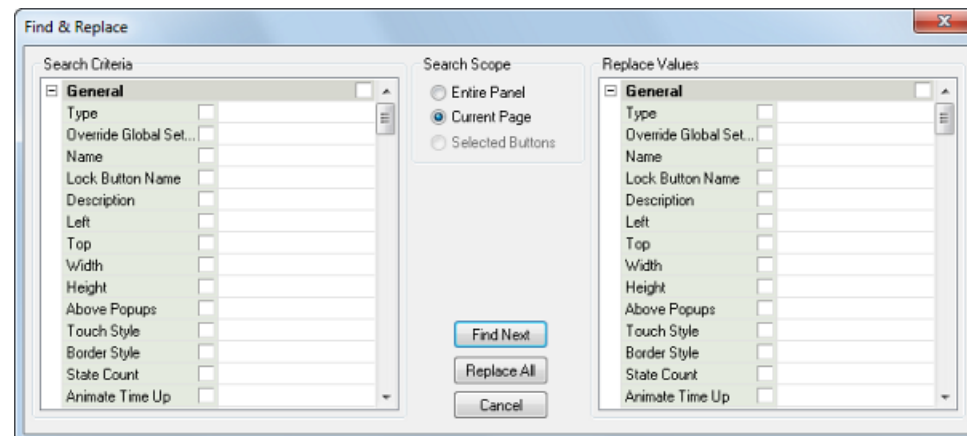 Find & Replace
Search Criteria
General
Type
Override Global Set...
Name
Lock Button Name
Description
Left
Top
Width
Height
Above Popups
Touch Style
Border Style
State Count
Animate Time Up
Search Scope
Entire Panel
Current Page
Selected Buttons
Find Next
Replace All
Cancel
Replace Values
General
Type
Override Global Set...
Name
Lock Button Name
Description
Left
Top
Width
Height
Above Popups
Touch Style
Border Style
State Count
Animate Time Up